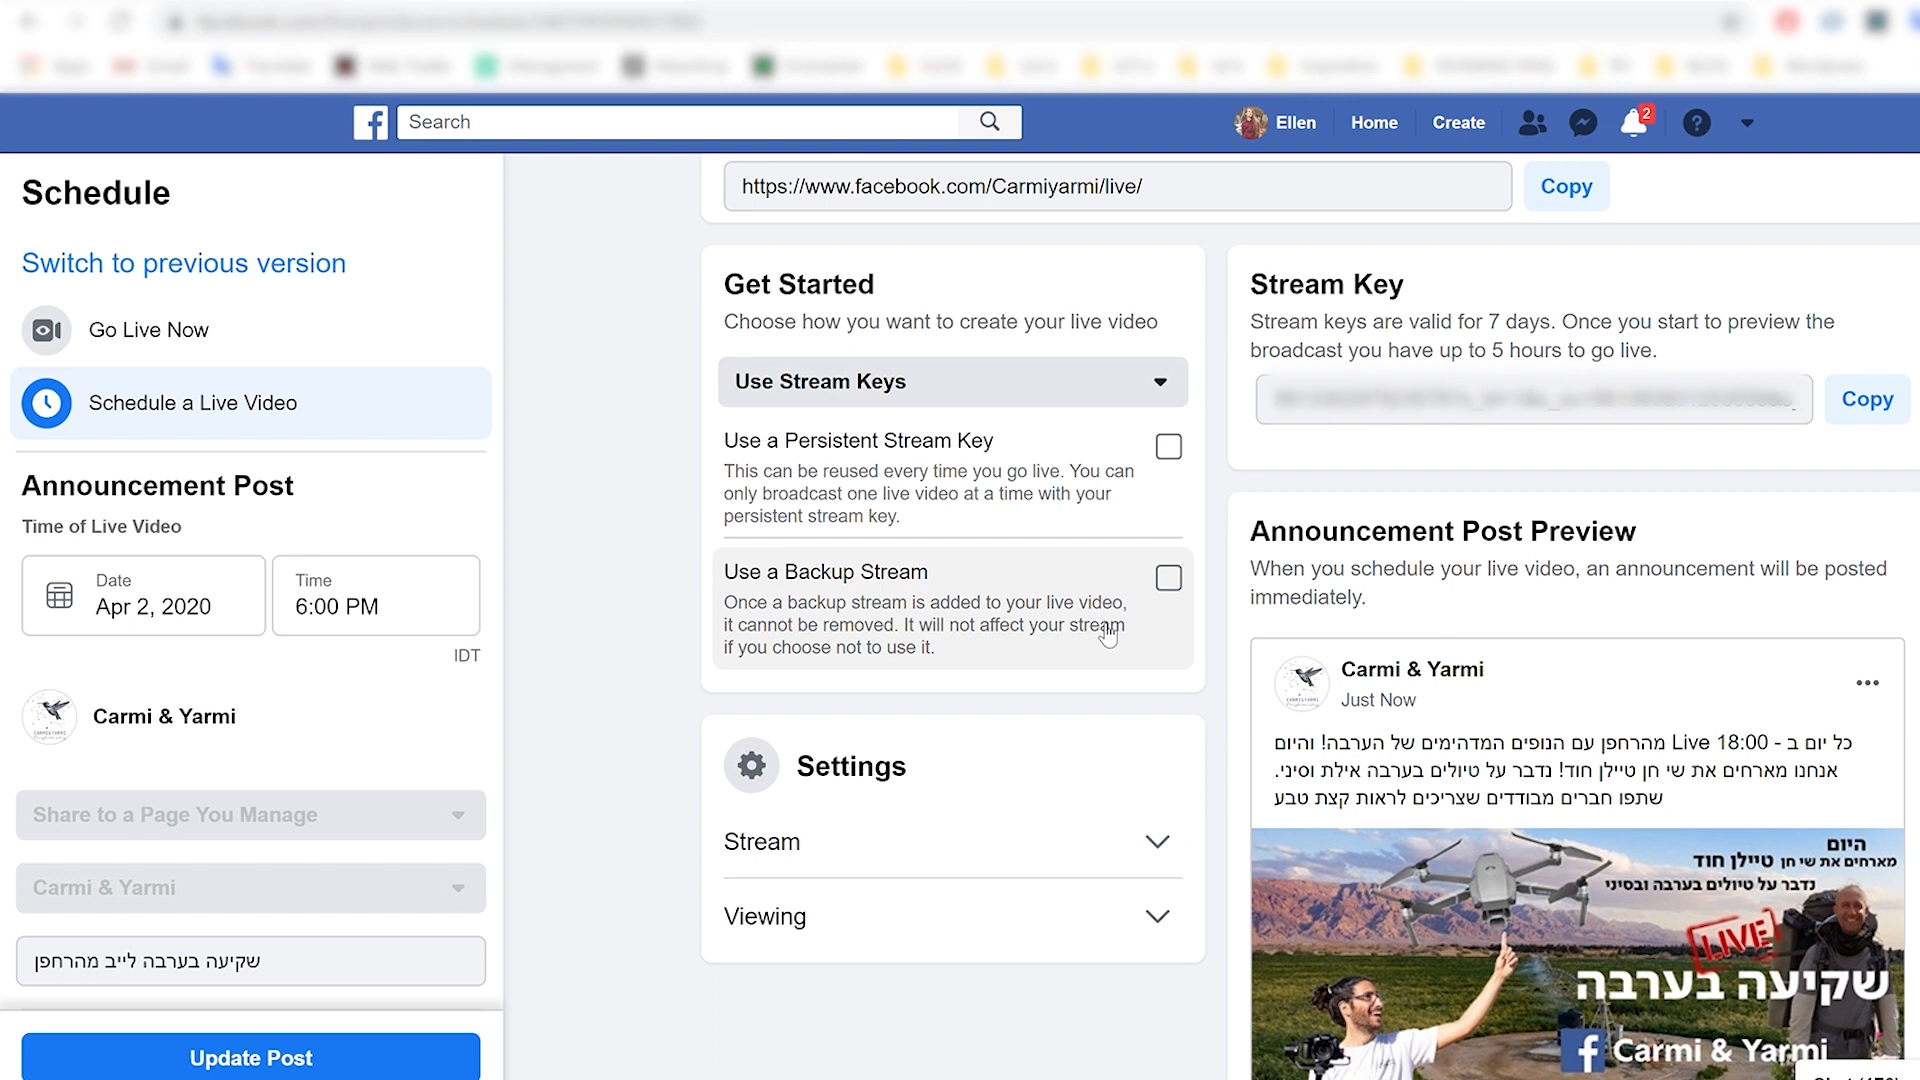 Search
Ellen
Home
Create
2
Schedule
Switch to previous version
Go Live Now
Schedule a Live Video
Announcement Post
Time of Live Video
Date
Apr 2, 2020
Time
6:00 PM
IDT
Carmi & Yarmi
Share to a Page You Manage
Carmi & Yarmi
שקיעה בערבה לייב מהרחפן
Update Post
https://www.facebook.com/Carmiyarmi/live/
Copy
Get Started
Choose how you want to create your live video
Use Stream Keys
Use a Persistent Stream Key
This can be reused every time you go live. You can
only broadcast one live video at a time with your
persistent stream key.
Use a Backup Stream
Once a backup stream is added to your live video,
it cannot be removed. It will not affect your stream
if you choose not to use it.
Settings
Stream
Viewing
Stream Key
Stream keys are valid for 7 days. Once you start to preview the
broadcast you have up to 5 hours to go live.
Copy
Announcement Post Preview
When you schedule your live video, an announcement will be posted
immediately.
Carmi & Yarmi
Just Now
כל יום ב - 18:00 Live מהרחפן עם הנופים המדהימים של הערבה! והיום
אנחנו מארחים את שי חן טיילן חוד! נדבר על טיולים בערבה אילת וסיני.
שתפו חברים מבודדים שצריכים לראות קצת טבע
היום
מארחים את שי חן טיילן חוד
נדבר על טיולים בערבה ובסיני
LIVE
שקיעה בערבה
Carmi & Yarmi